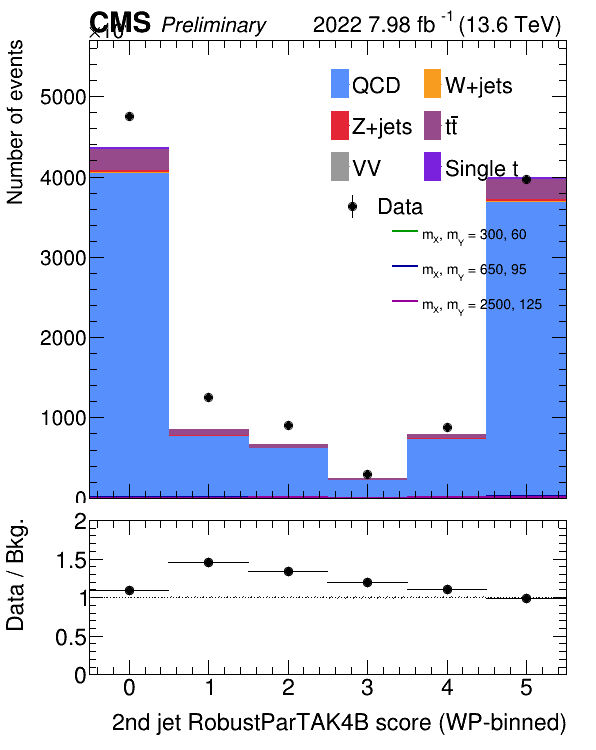 CMS Preliminary 2022 7.98 fb⁻¹ (13.6 TeV)
Number of events
5000
4000
3000
2000
1000
0
QCD W+jets
Z+jets tt̄
VV Single t
Data
m_X, m_Y = 300, 60
m_X, m_Y = 650, 95
m_X, m_Y = 2500, 125
Data / Bkg.
2
1.5
1
0.5
0
0 1 2 3 4 5
2nd jet RobustParTAK4B score (WP-binned)